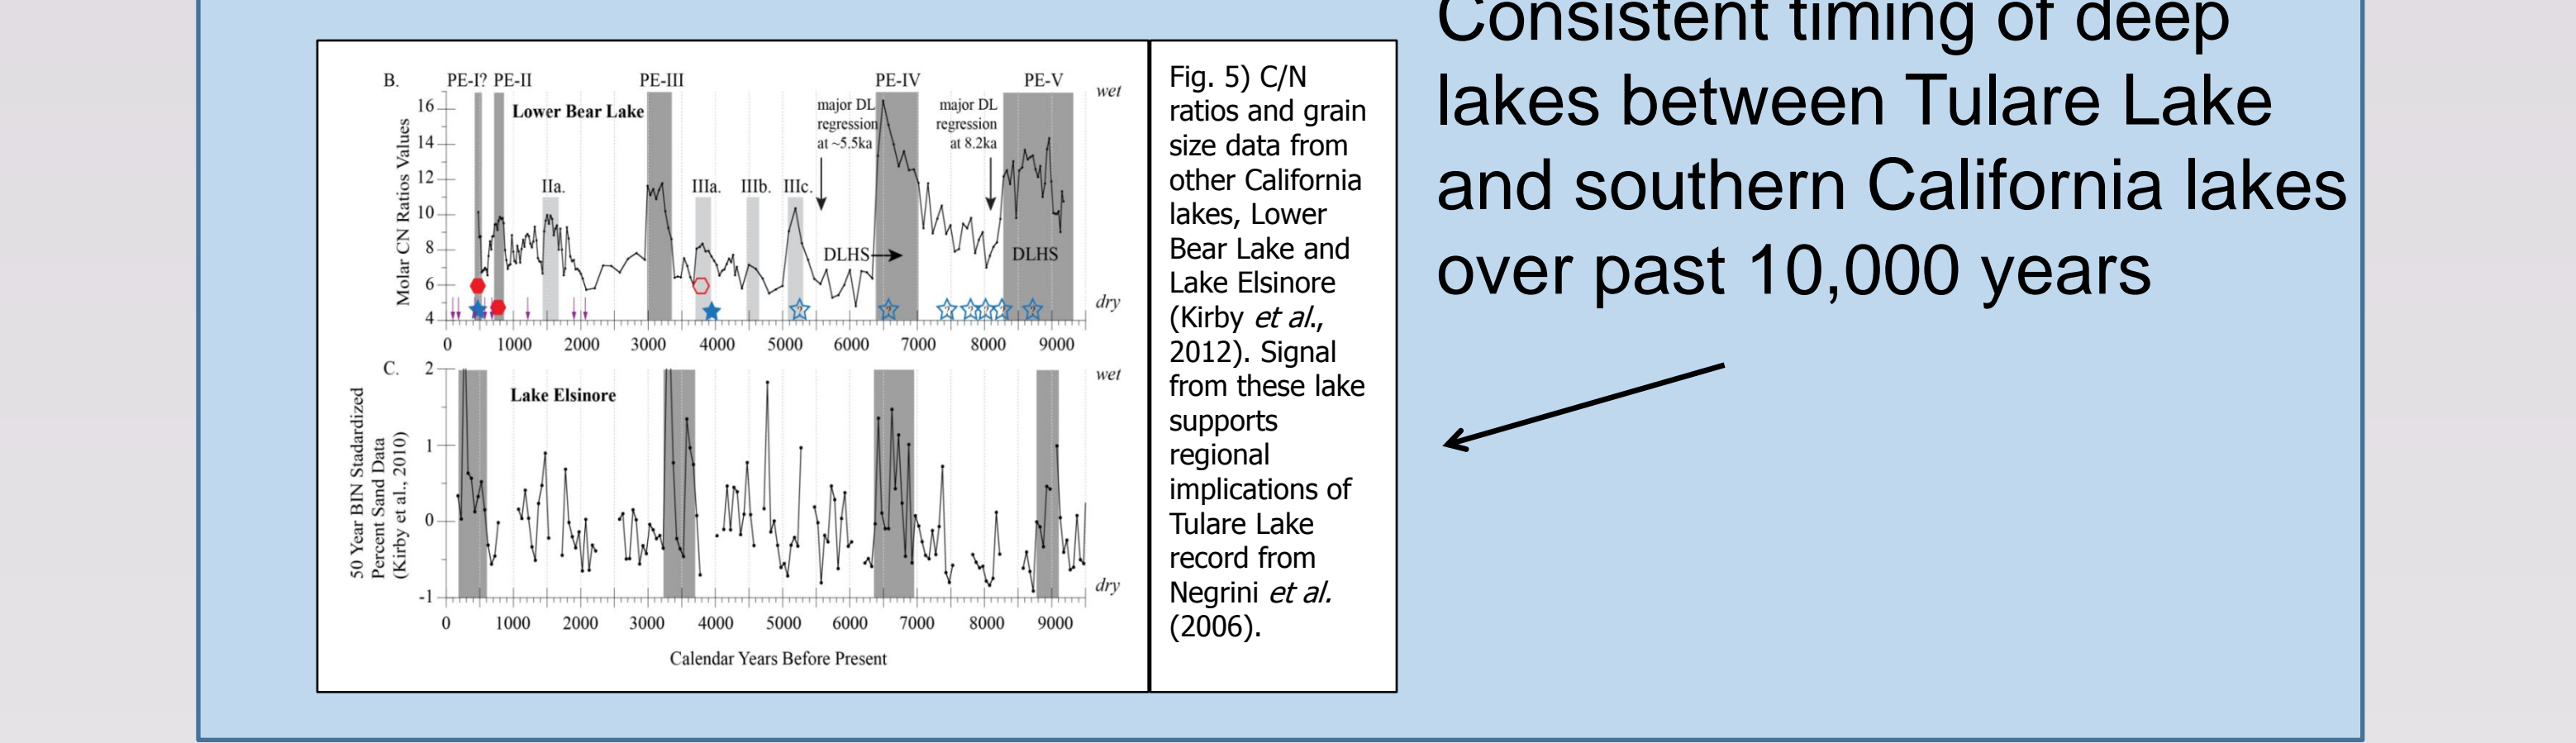 Consistent timing of deep
lakes between Tulare Lake
and southern California lakes
over past 10,000 years
B.
PE-I? PE-II
PE-III
PE-IV
PE-V
wet
Lower Bear Lake
major DL
regression
at ~5.5ka
major DL
regression
at 8.2ka
IIa.
IIIa.
IIIb.
IIIc.
DLHS
DLHS
dry
Molar CN Ratios Values
16
14
12
10
8
6
4
0 1000 2000 3000 4000 5000 6000 7000 8000 9000
C.
wet
Lake Elsinore
50 Year BIN Stadardized
Percent Sand Data
(Kirby et al., 2010)
2
1
0
-1
dry
0 1000 2000 3000 4000 5000 6000 7000 8000 9000
Calendar Years Before Present
Fig. 5) C/N
ratios and grain
size data from
other California
lakes, Lower
Bear Lake and
Lake Elsinore
(Kirby et al.,
2012). Signal
from these lake
supports
regional
implications of
Tulare Lake
record from
Negrini et al.
(2006).